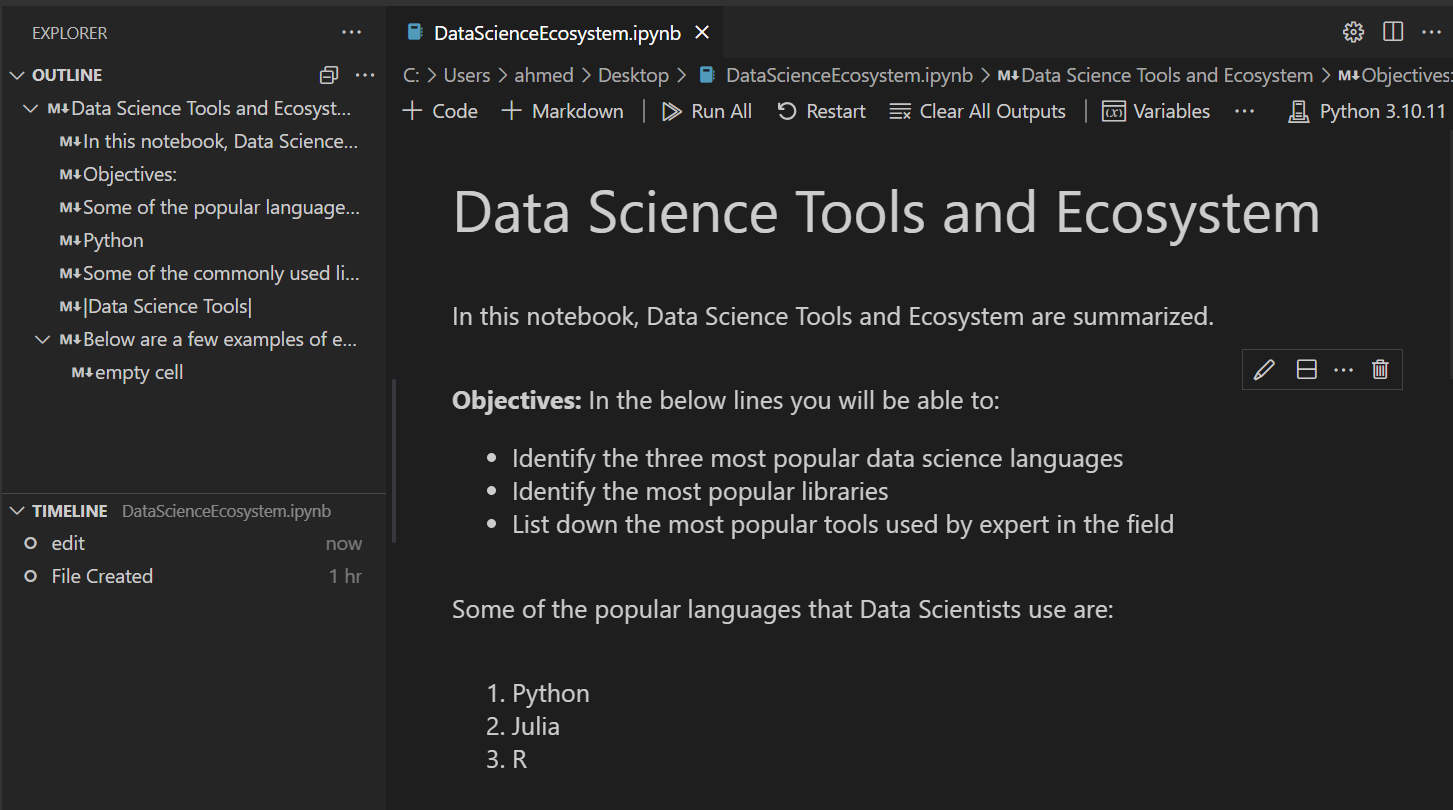 EXPLORER ···
OUTLINE ···
M↓Data Science Tools and Ecosyst...
M↓In this notebook, Data Science...
M↓Objectives:
M↓Some of the popular language...
M↓Python
M↓Some of the commonly used li...
M↓|Data Science Tools|
M↓Below are a few examples of e...
M↓empty cell
TIMELINE DataScienceEcosystem.ipynb
edit now
File Created 1 hr
DataScienceEcosystem.ipynb
C: > Users > ahmed > Desktop > DataScienceEcosystem.ipynb > M↓Data Science Tools and Ecosystem > M↓Objectives:
+ Code + Markdown | Run All Restart Clear All Outputs | Variables ··· Python 3.10.11
Data Science Tools and Ecosystem
In this notebook, Data Science Tools and Ecosystem are summarized.
Objectives: In the below lines you will be able to:
• Identify the three most popular data science languages
• Identify the most popular libraries
• List down the most popular tools used by expert in the field
Some of the popular languages that Data Scientists use are:
1. Python
2. Julia
3. R